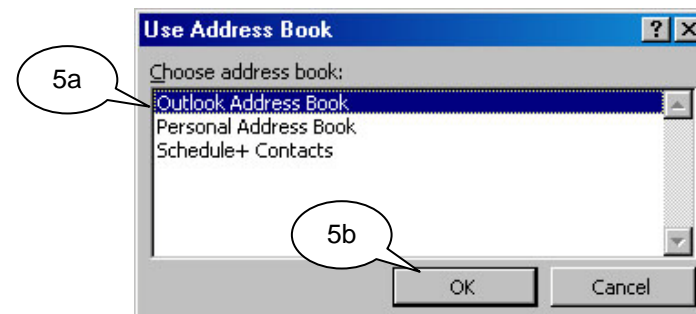 Use Address Book
? X
5a
Choose address book:
Outlook Address Book
Personal Address Book
Schedule+ Contacts
5b
OK Cancel